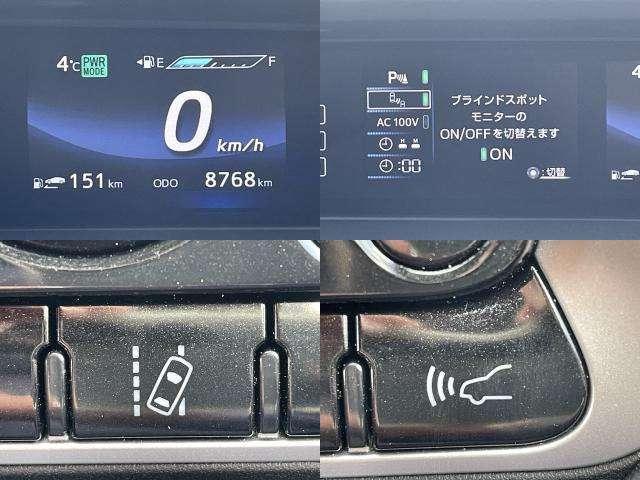 4°C PWR MODE
E F
0 km/h
151 km ODO 8768 km
P
AC 100V
H M
:00
ブラインドスポット
モニターの
ON/OFFを切替えます
ON
:切替
4